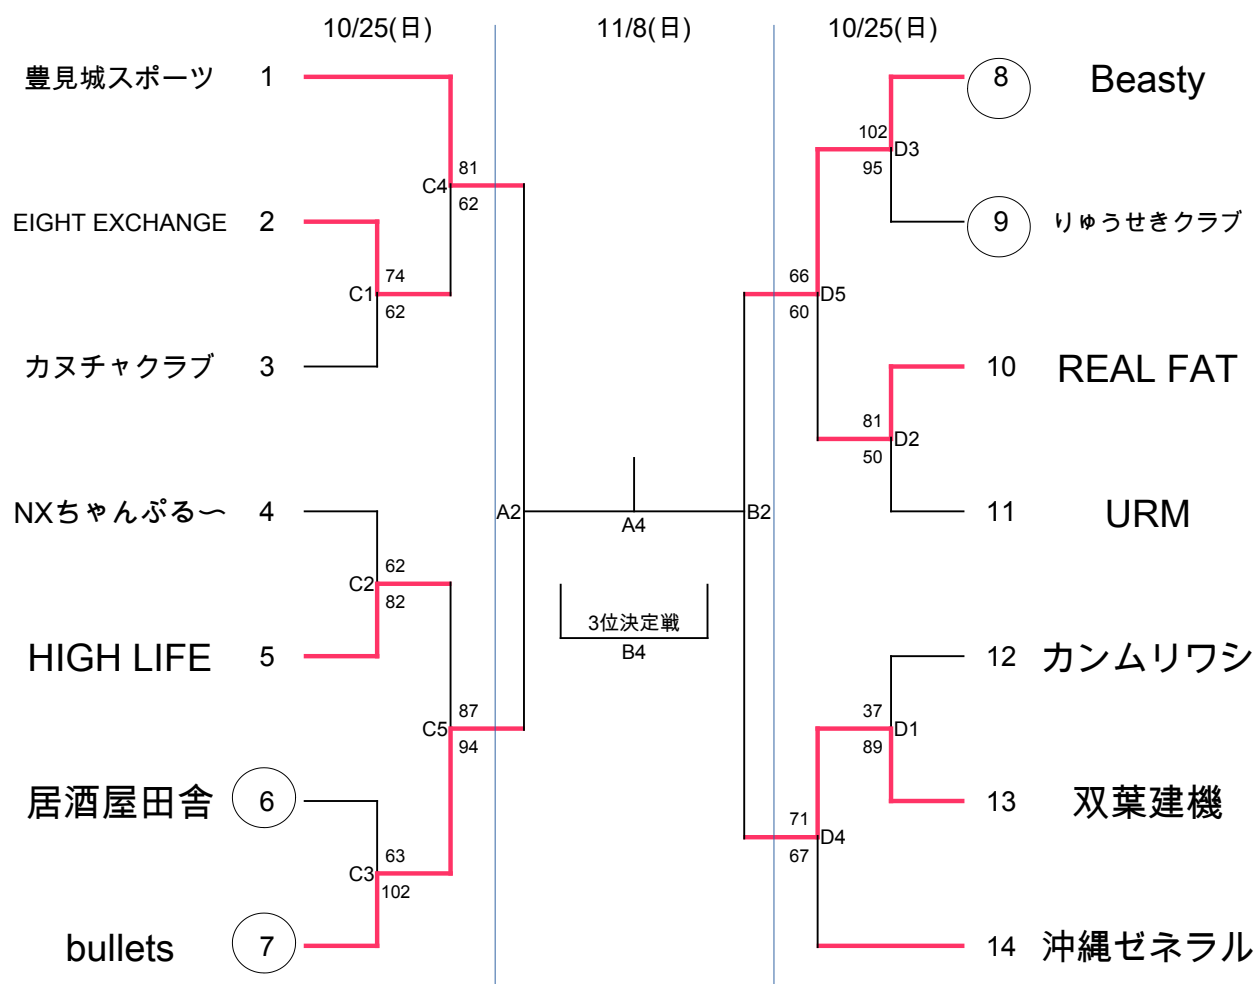 10/25(日) 11/8(日) 10/25(日)
豊見城スポーツ 1
EIGHT EXCHANGE 2
カヌチャクラブ 3
NXちゃんぷる〜 4
HIGH LIFE 5
居酒屋田舎 6
bullets 7
C4 81
62
C1 74
62
C2 62
82
C5 87
94
C3 63
102
A2
A4
B2
3位決定戦
B4
102
95 D3
66
60 D5
81
50 D2
37
89 D1
71
67 D4
8 Beasty
9 りゅうせきクラブ
10 REAL FAT
11 URM
12 カンムリワシ
13 双葉建機
14 沖縄ゼネラル